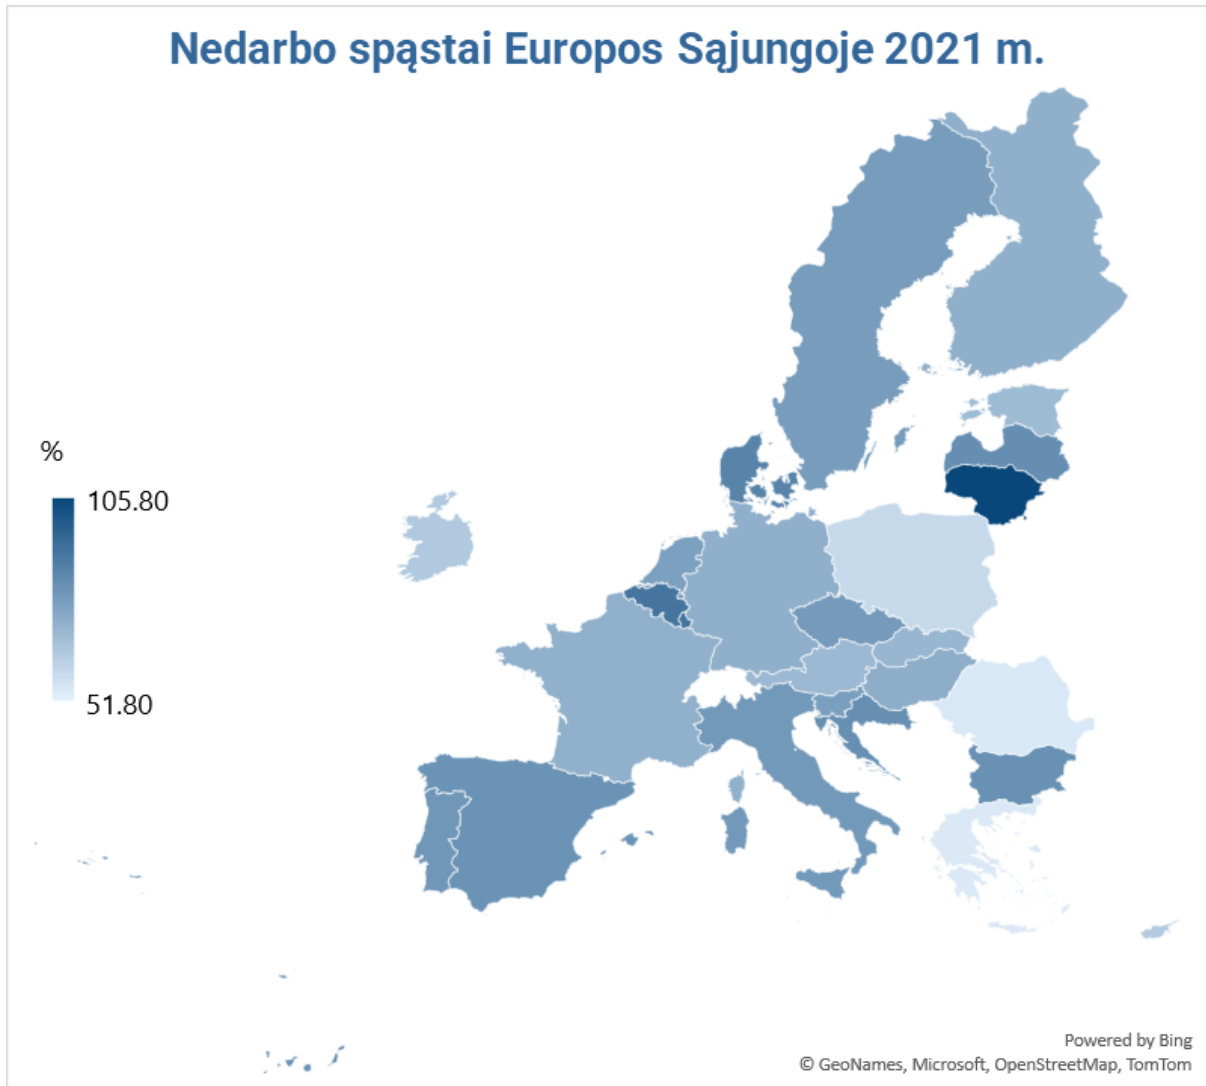 Nedarbo spąstai Europos Sąjungoje 2021 m.
%
105.80
51.80
Powered by Bing
© GeoNames, Microsoft, OpenStreetMap, TomTom